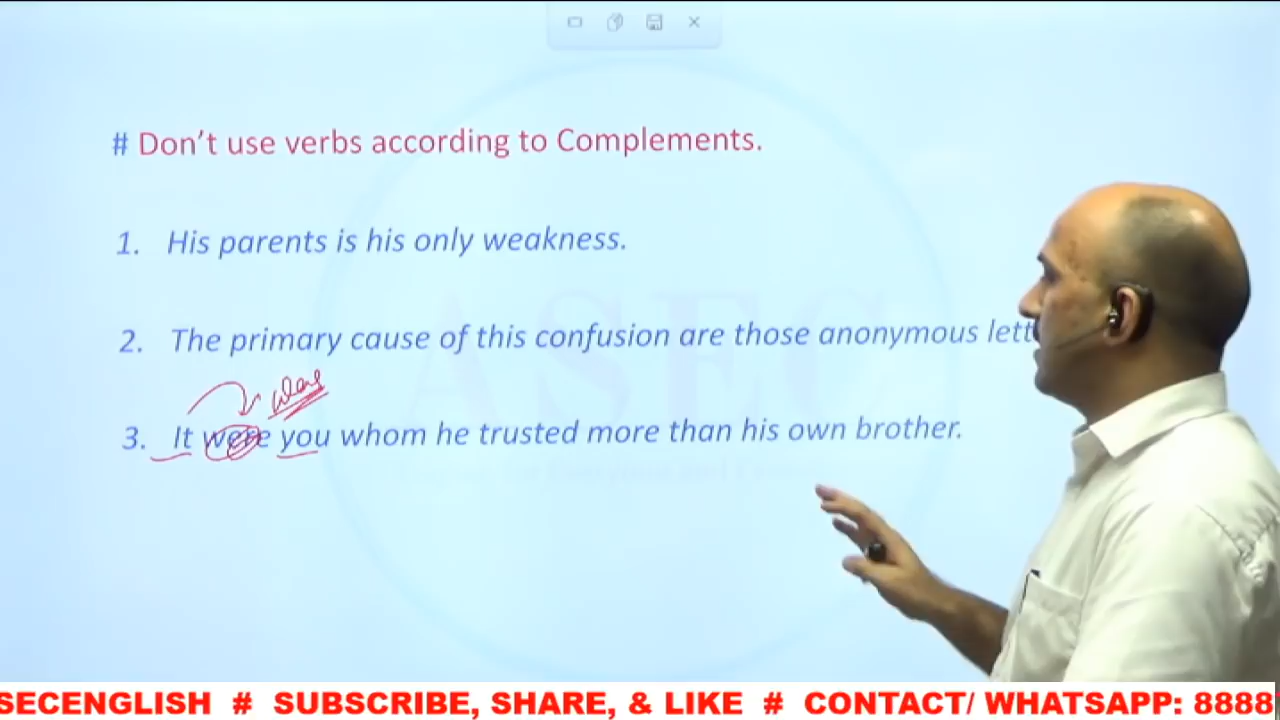 # Don't use verbs according to Complements.
1. His parents is his only weakness.
2. The primary cause of this confusion are those anonymous lett
was
3. It were you whom he trusted more than his own brother.
ASEC
SECENGLISH # SUBSCRIBE, SHARE, & LIKE # CONTACT/ WHATSAPP: 8888